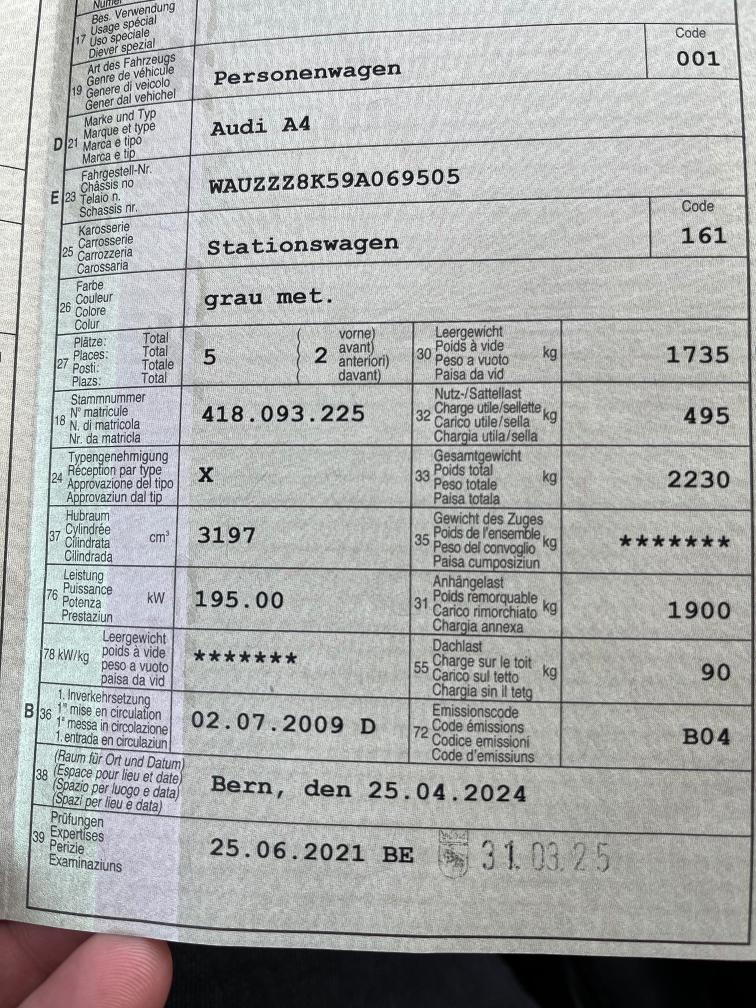 Numer
17 Bes. Verwendung
Usage spécial
Uso speciale
Diever spezial
19 Art des Fahrzeugs
Genre de véhicule
Genere di veicolo
Gener dal vehichel
Personenwagen
Code
001
D 21 Marke und Typ
Marque et type
Marca e tipo
Marca e tip
Audi A4
E 23 Fahrgestell-Nr.
Châssis no
Telaio n.
Schassis nr.
WAUZZZ8K59A069505
25 Karosserie
Carrosserie
Carrozzeria
Carossaria
Stationswagen
Code
161
26 Farbe
Couleur
Colore
Colur
grau met.
27 Plätze: Total
Places: Total
Posti: Totale
Plazs: Total
5
( 2 vorne)
avant)
anteriori)
davant)
30 Leergewicht
Poids à vide
Peso a vuoto
Paisa da vid
kg
1735
18 Stammnummer
N° matricule
N. di matricola
Nr. da matricla
418.093.225
32 Nutz-/Sattellast
Charge utile/sellette
Carico utile/sella
Chargia utila/sella
kg
495
24 Typengenehmigung
Réception par type
Approvazione del tipo
Approvaziun dal tip
X
33 Gesamtgewicht
Poids total
Peso totale
Paisa totala
kg
2230
37 Hubraum
Cylindrée
Cilindrata
Cilindrada
cm³
3197
35 Gewicht des Zuges
Poids de l'ensemble
Peso del convoglio
Paisa cumposiziun
kg
*******
76 Leistung
Puissance
Potenza
Prestaziun
kW
195.00
31 Anhängelast
Poids remorquable
Carico rimorchiato
Chargia annexa
kg
1900
78 kW/kg Leergewicht
poids à vide
peso a vuoto
paisa da vid
*******
55 Dachlast
Charge sur le toit
Carico sul tetto
Chargia sin il tetg
kg
90
B 36 1. Inverkehrsetzung
1re mise en circulation
1a messa in circolazione
1. entrada en circulaziun
02.07.2009 D
72 Emissionscode
Code émissions
Codice emissioni
Code d'emissiuns
B04
38 (Raum für Ort und Datum)
(Espace pour lieu et date)
(Spazio per luogo e data)
(Spazi per lieu e data)
Bern, den 25.04.2024
39 Prüfungen
Expertises
Perizie
Examinaziuns
25.06.2021 BE
31.03.25